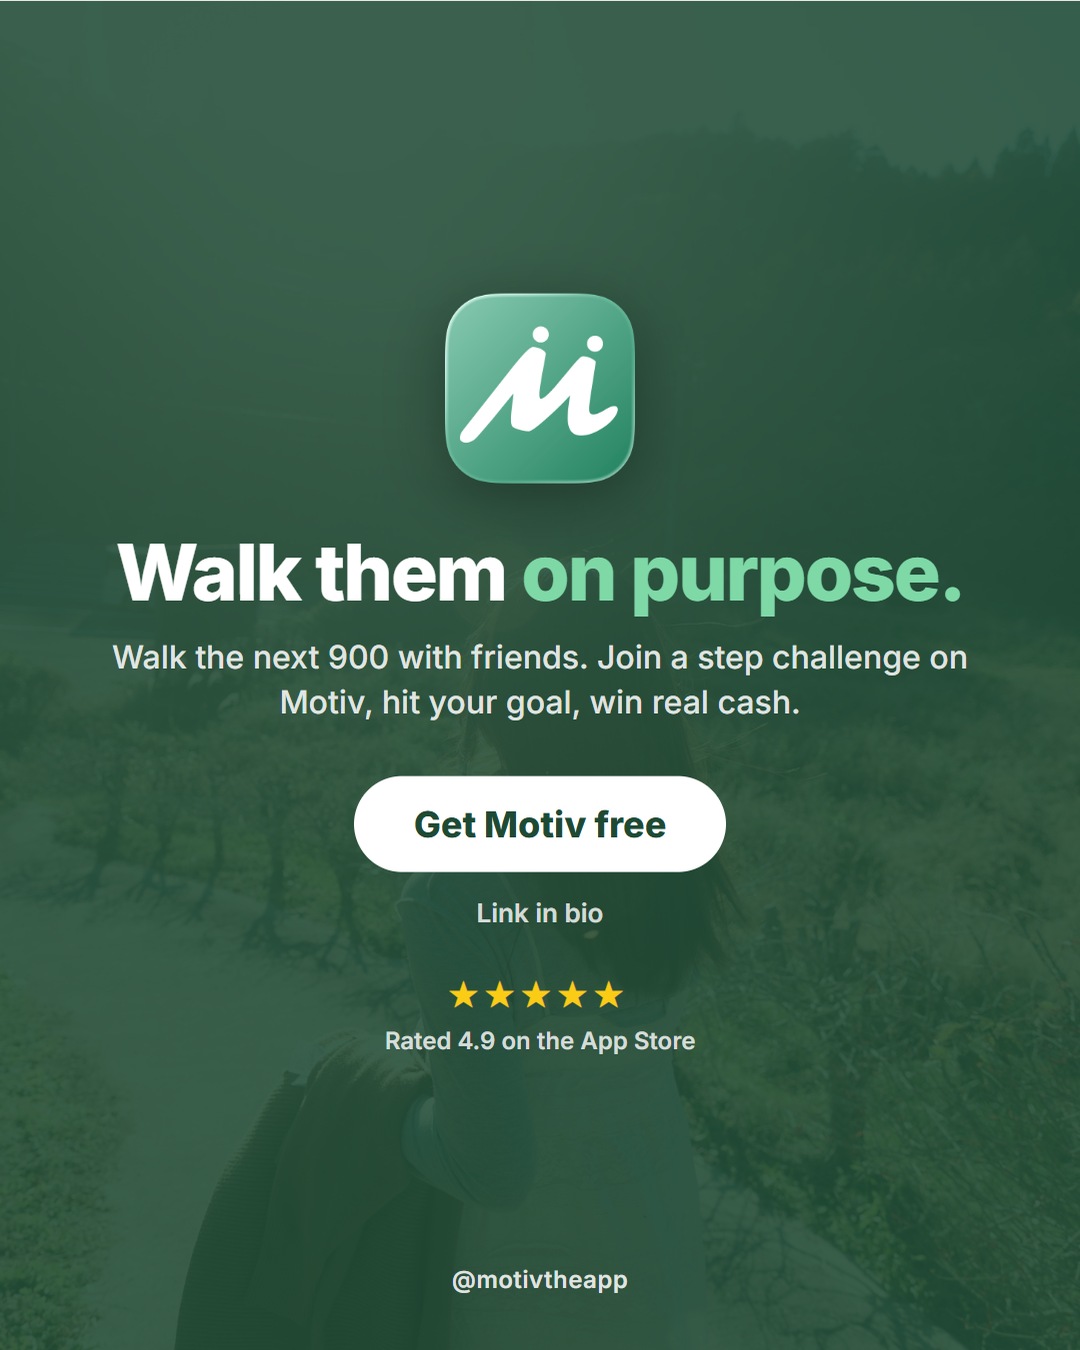 Walk them on purpose.
Walk the next 900 with friends. Join a step challenge on
Motiv, hit your goal, win real cash.
Get Motiv free
Link in bio
★★★★★
Rated 4.9 on the App Store
@motivtheapp